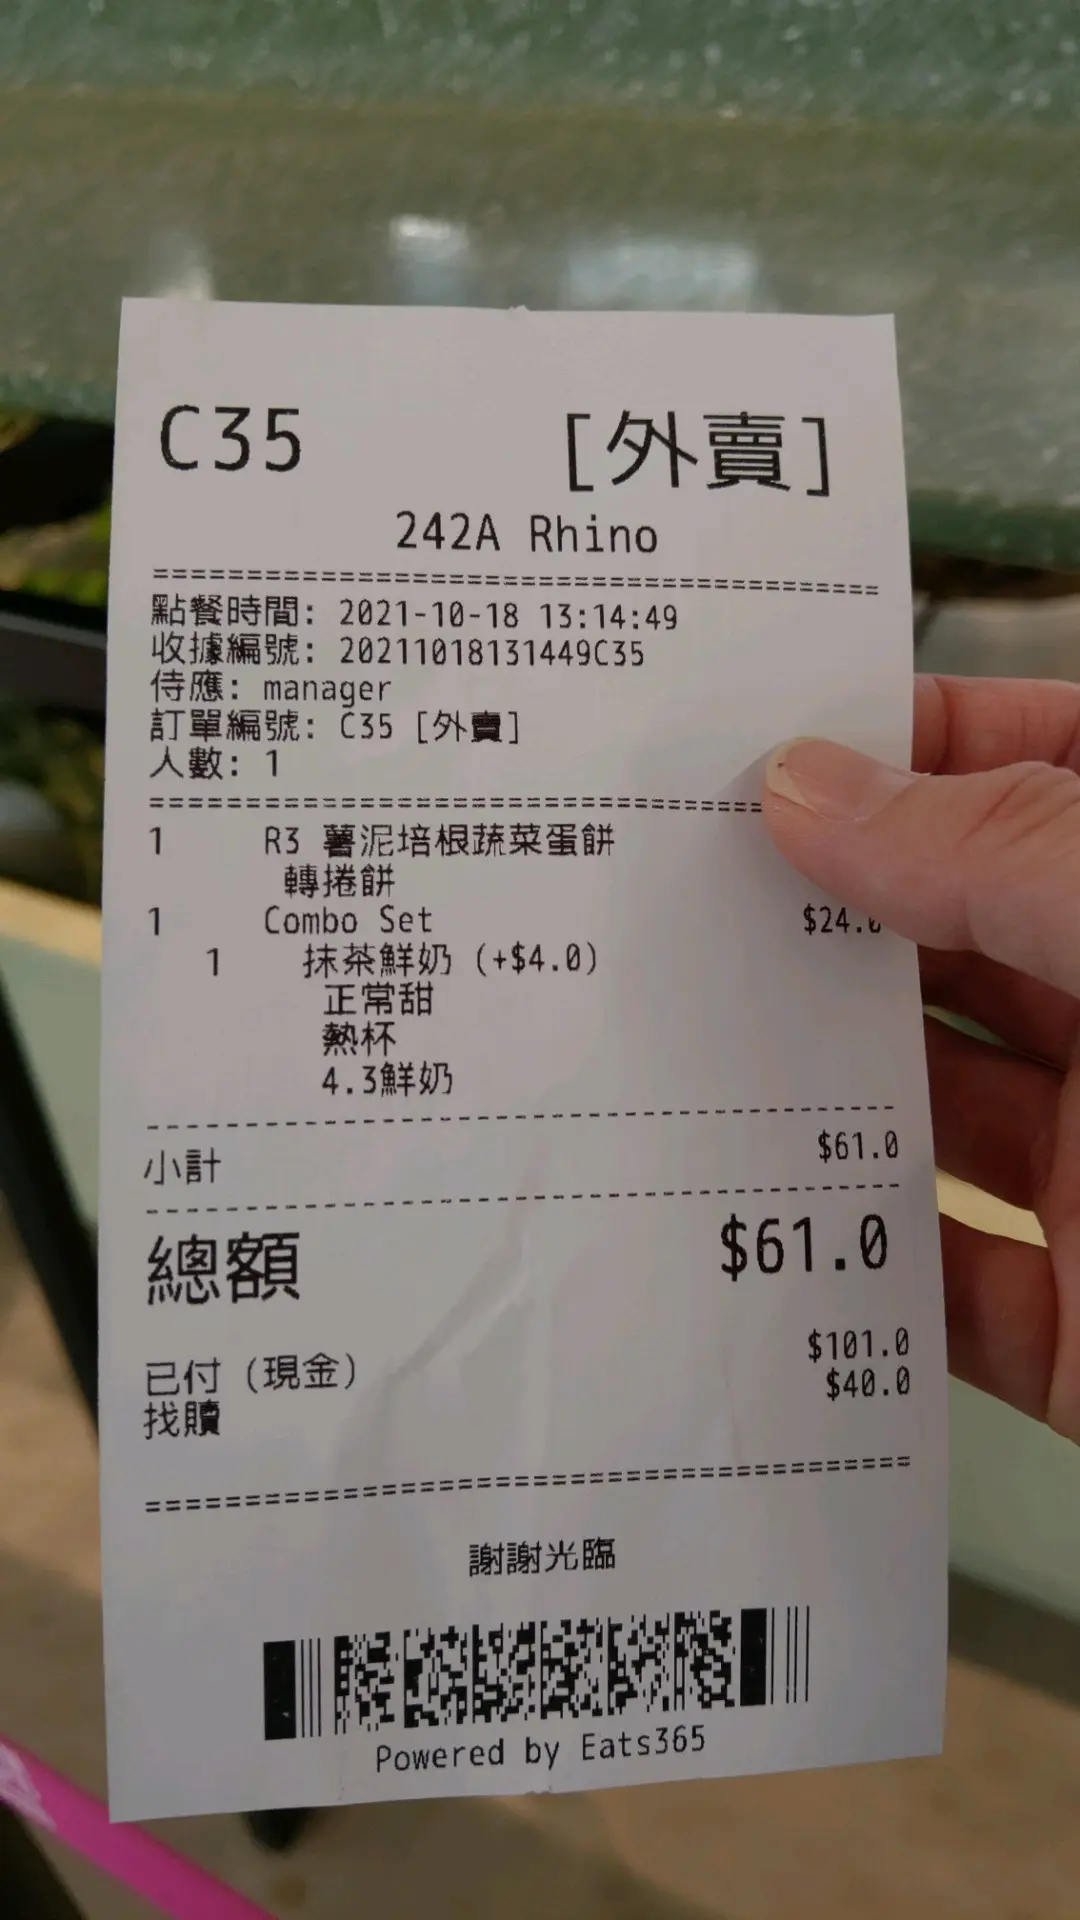 C35 [外賣]
242A Rhino
========================================
點餐時間: 2021-10-18 13:14:49
收據編號: 20211018131449C35
侍應: manager
訂單編號: C35 [外賣]
人數: 1
========================================
1 R3 薯泥培根蔬菜蛋餅
轉捲餅
1 Combo Set $24.0
1 抹茶鮮奶 (+$4.0)
正常甜
熱杯
4.3鮮奶
小計 $61.0
總額 $61.0
已付 (現金) $101.0
找贖 $40.0
========================================
謝謝光臨
Powered by Eats365